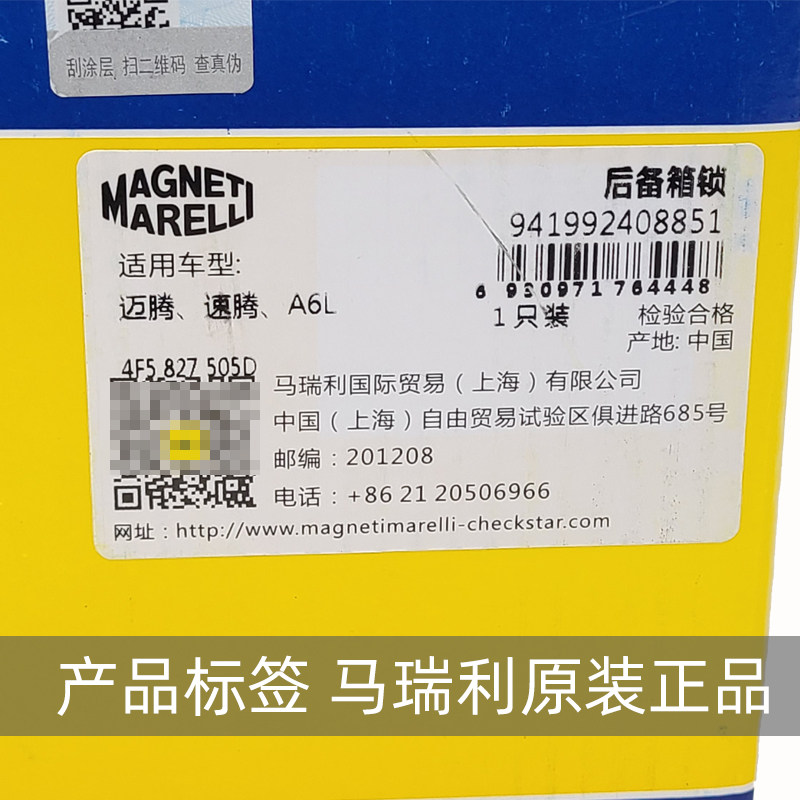 刮涂层 扫二维码 查真伪
MAGNETI
MARELLI
后备箱锁
941992408851
适用车型:
迈腾、速腾、A6L
6 930971 764448
1只装
检验合格
产地: 中国
4F5 827 505D
马瑞利国际贸易（上海）有限公司
中国（上海）自由贸易试验区俱进路685号
邮编：201208
电话：+86 21 20506966
网址：http://www.magnetimarelli-checkstar.com
产品标签 马瑞利原装正品